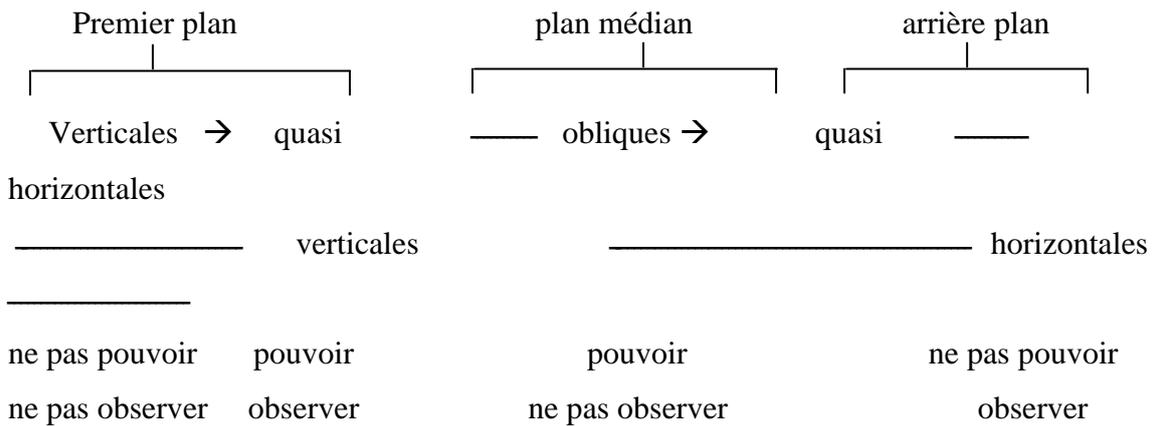 Premier plan plan médian arrière plan
Verticales → quasi obliques → quasi
horizontales
verticales horizontales
ne pas pouvoir pouvoir pouvoir ne pas pouvoir
ne pas observer observer ne pas observer observer